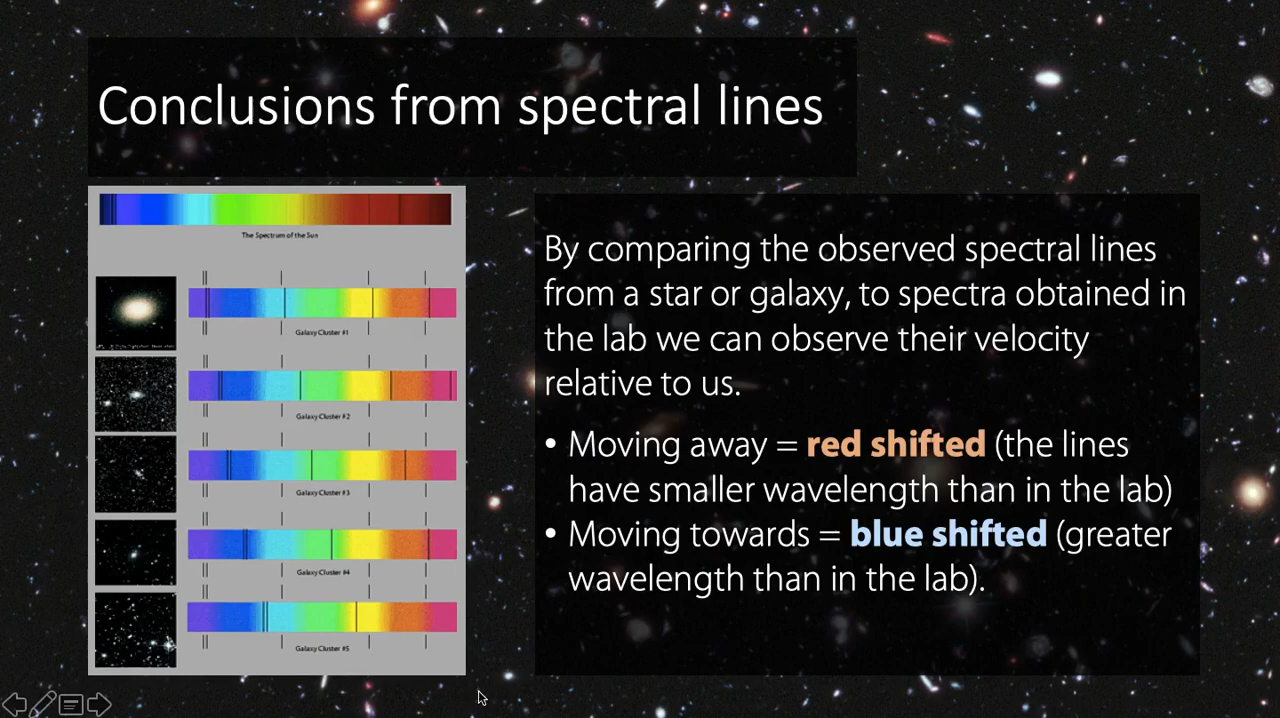 Conclusions from spectral lines
The Spectrum of the Sun
Galaxy Cluster #1
Galaxy Cluster #2
Galaxy Cluster #3
Galaxy Cluster #4
Galaxy Cluster #5
By comparing the observed spectral lines
from a star or galaxy, to spectra obtained in
the lab we can observe their velocity
relative to us.
• Moving away = red shifted (the lines
have smaller wavelength than in the lab)
• Moving towards = blue shifted (greater
wavelength than in the lab).